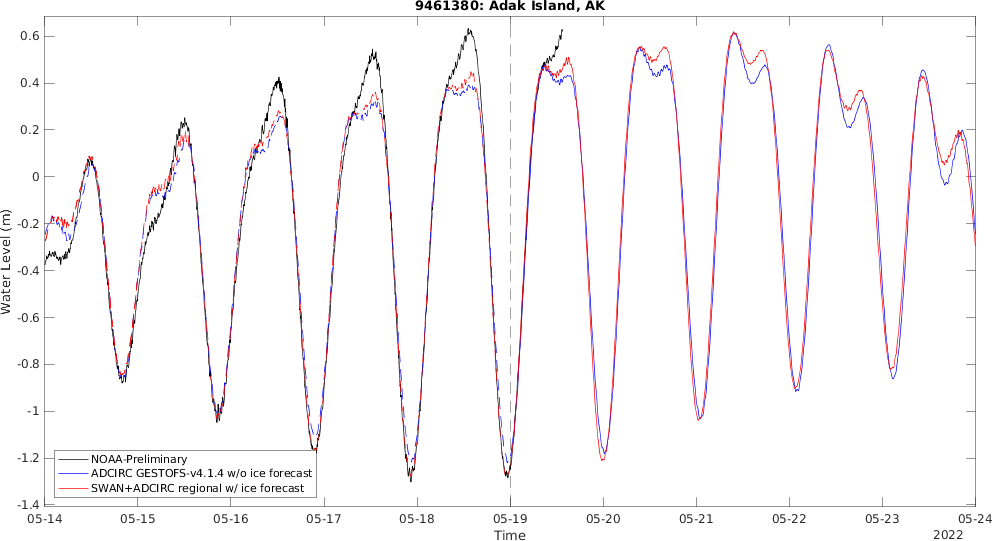 9461380: Adak Island, AK
0.6
0.4
0.2
0
-0.2
-0.4
-0.6
-0.8
-1
-1.2
-1.4
Water Level (m)
NOAA-Preliminary
ADCIRC GESTOFS-v4.1.4 w/o ice forecast
SWAN+ADCIRC regional w/ ice forecast
05-14 05-15 05-16 05-17 05-18 05-19 05-20 05-21 05-22 05-23 05-24
Time
2022